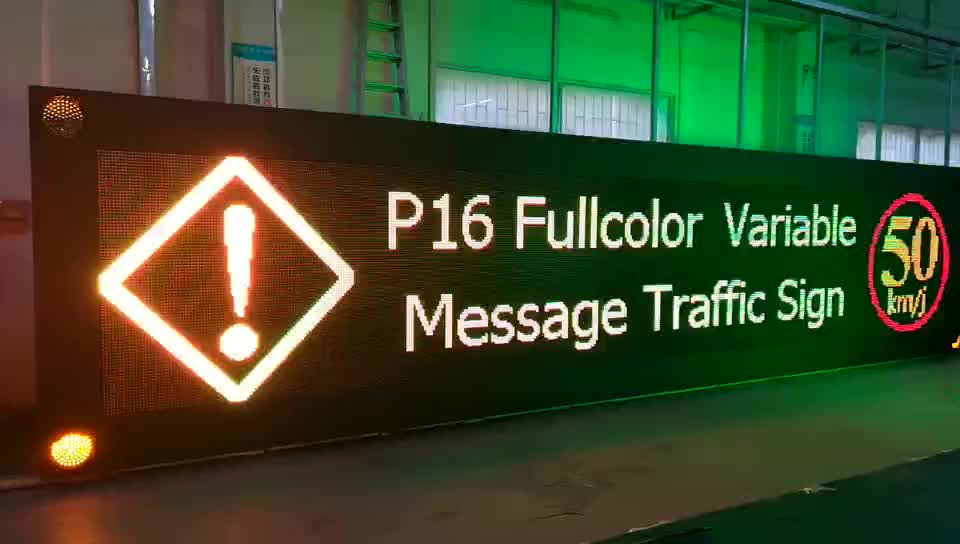 P16 Fullcolor Variable
Message Traffic Sign
50
km/j